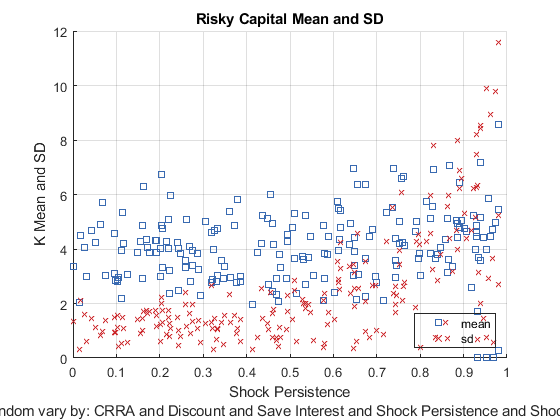 Risky Capital Mean and SD
12
10
8
6
4
2
0
K Mean and SD
mean
sd
0 0.1 0.2 0.3 0.4 0.5 0.6 0.7 0.8 0.9 1
Shock Persistence
ndom vary by: CRRA and Discount and Save Interest and Shock Persistence and Shoc